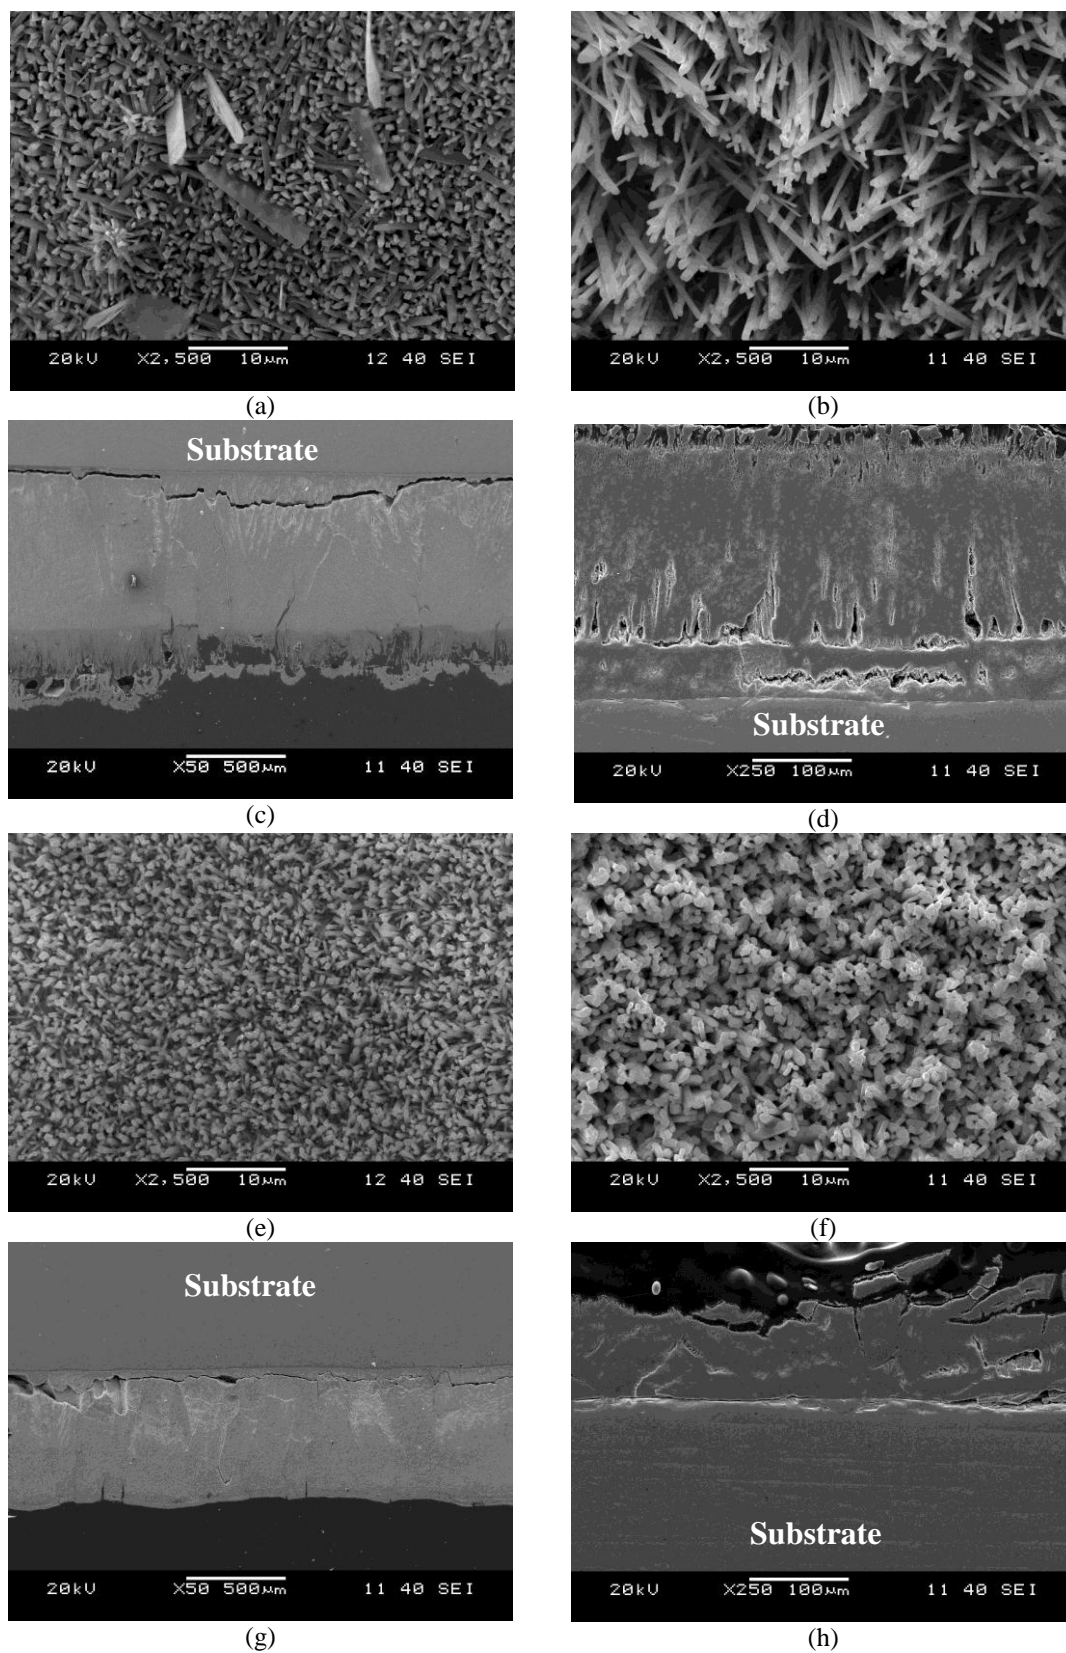 20kV X2,500 10µm 12 40 SEI
20kV X2,500 10µm 11 40 SEI
(a)
(b)
Substrate
20kV X50 500µm 11 40 SEI
Substrate
20kV X250 100µm 11 40 SEI
(c)
(d)
20kV X2,500 10µm 12 40 SEI
20kV X2,500 10µm 11 40 SEI
(e)
(f)
Substrate
20kV X50 500µm 11 40 SEI
Substrate
20kV X250 100µm 11 40 SEI
(g)
(h)